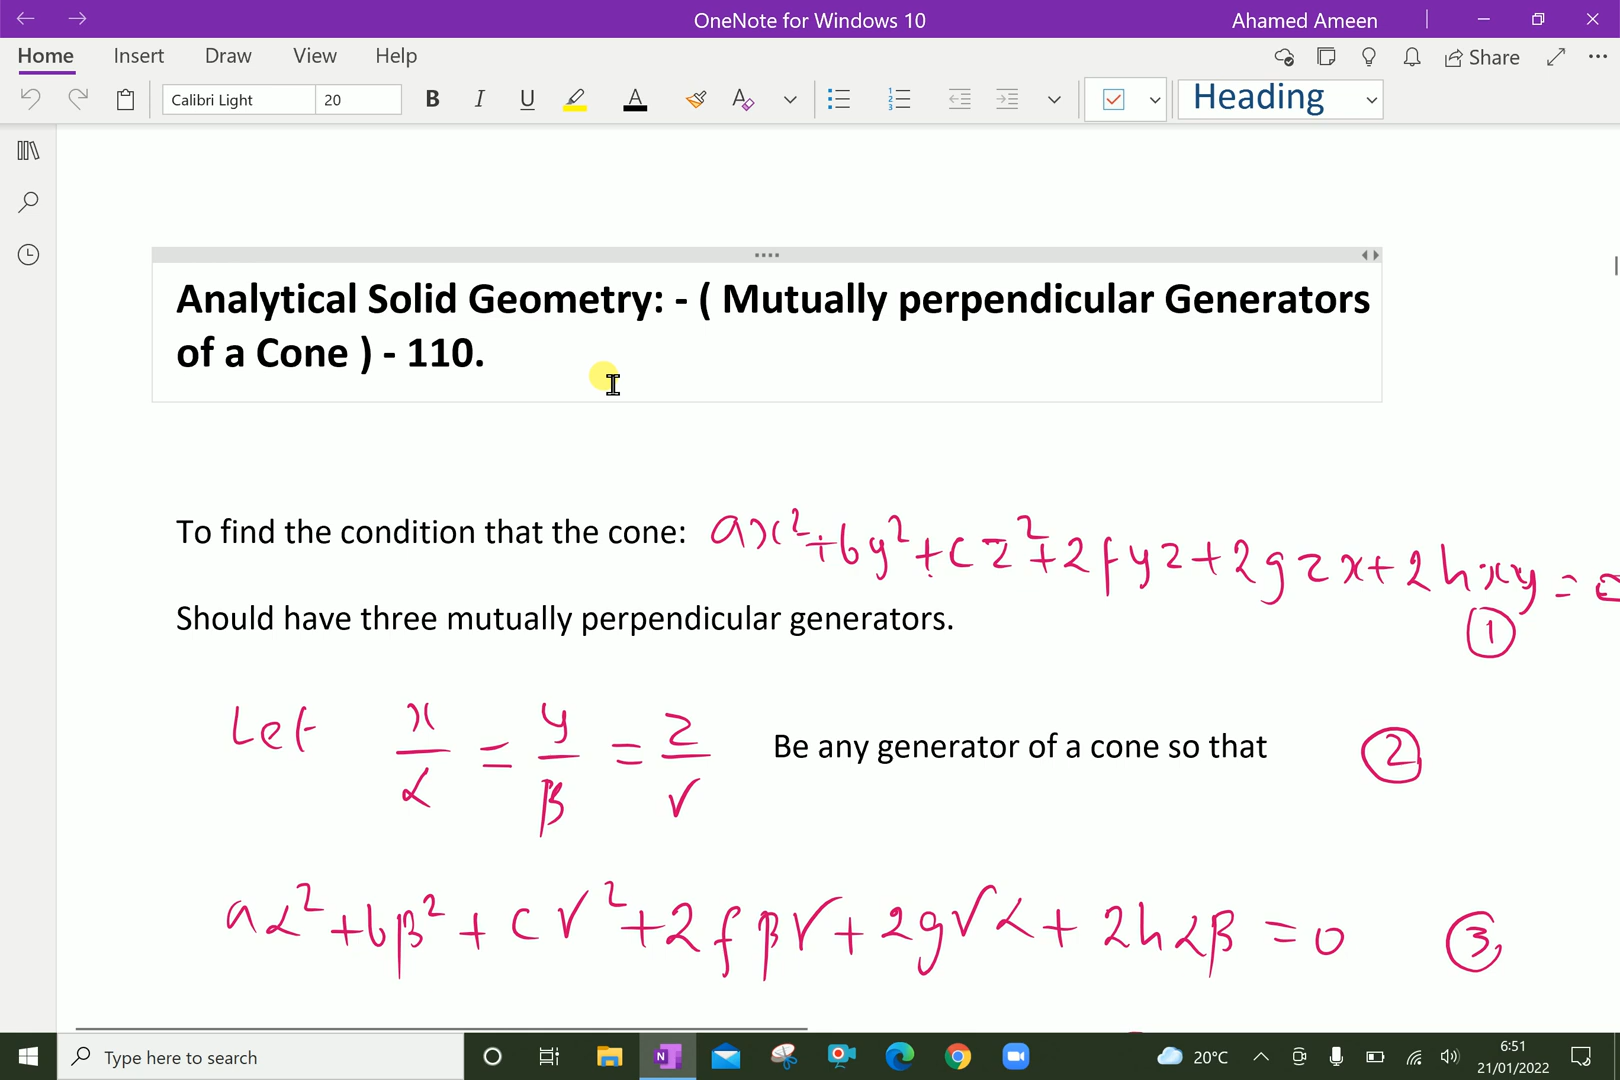 OneNote for Windows 10
Ahamed Ameen
Home Insert Draw View Help
Share
Calibri Light 20 B I U A A Heading
Analytical Solid Geometry: - ( Mutually perpendicular Generators
of a Cone ) - 110.
To find the condition that the cone: ax² + by² + cz² + 2fyz + 2gzx + 2hxy = 0
①
Should have three mutually perpendicular generators.
Let x/α = y/β = z/γ Be any generator of a cone so that ②
aα² + bβ² + cγ² + 2fβγ + 2gγα + 2hαβ = 0 ③
Type here to search
20°C
6:51
21/01/2022